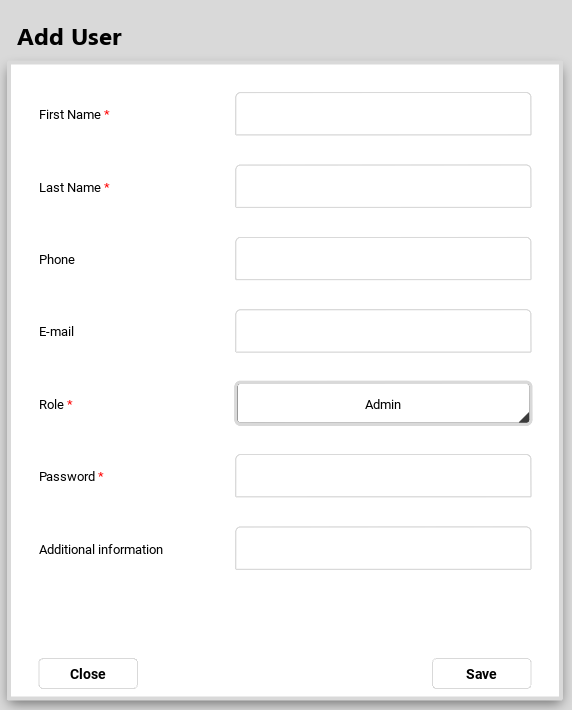 Add User
First Name *
Last Name *
Phone
E-mail
Role *
Admin
Password *
Additional information
Close
Save